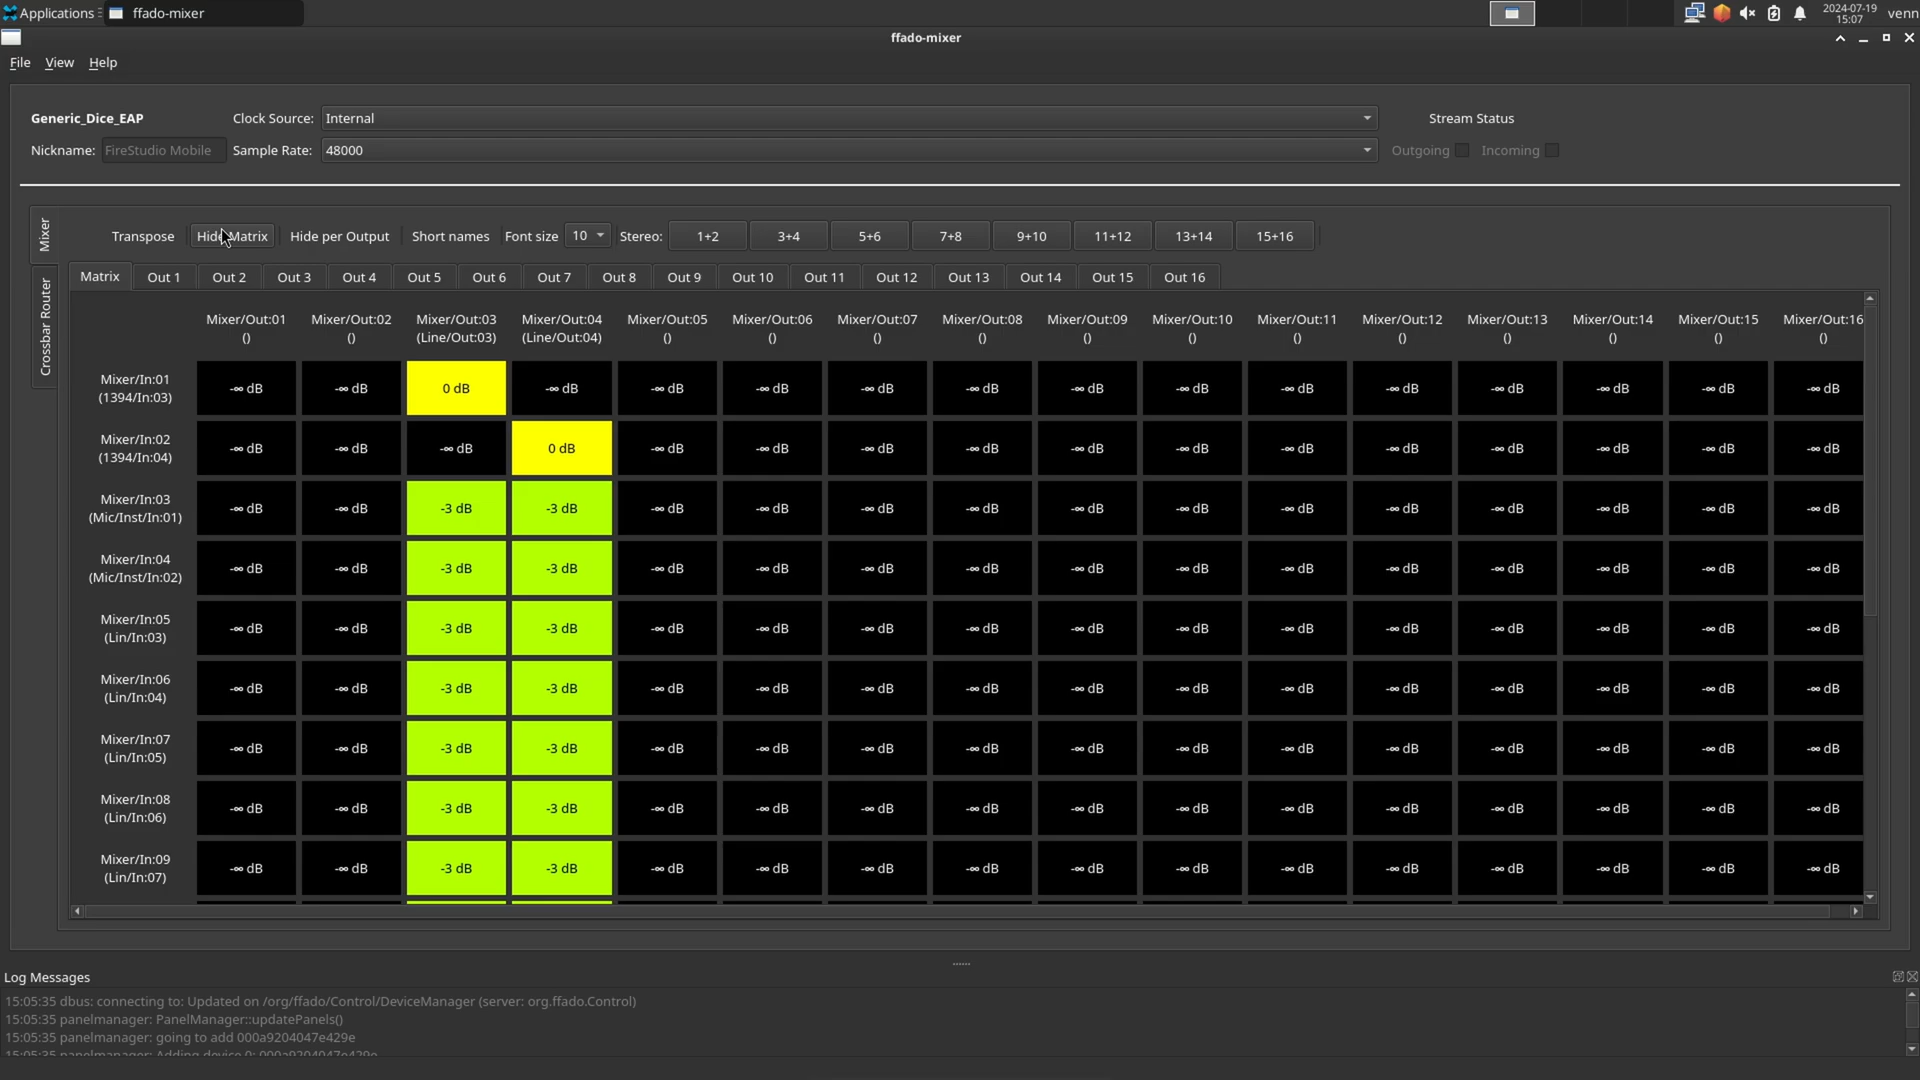 Applications ffado-mixer 2024-07-19 15:07 venn
ffado-mixer
File View Help
Generic_Dice_EAP Clock Source: Internal Stream Status
Nickname: FireStudio Mobile Sample Rate: 48000 Outgoing Incoming
Mixer
Crossbar Router
Transpose Hide Matrix Hide per Output Short names Font size 10 Stereo: 1+2 3+4 5+6 7+8 9+10 11+12 13+14 15+16
Matrix Out 1 Out 2 Out 3 Out 4 Out 5 Out 6 Out 7 Out 8 Out 9 Out 10 Out 11 Out 12 Out 13 Out 14 Out 15 Out 16
Mixer/Out:01 Mixer/Out:02 Mixer/Out:03 Mixer/Out:04 Mixer/Out:05 Mixer/Out:06 Mixer/Out:07 Mixer/Out:08 Mixer/Out:09 Mixer/Out:10 Mixer/Out:11 Mixer/Out:12 Mixer/Out:13 Mixer/Out:14 Mixer/Out:15 Mixer/Out:16
() () (Line/Out:03) (Line/Out:04) () () () () () () () () () () () ()
Mixer/In:01
(1394/In:03) -∞ dB -∞ dB 0 dB -∞ dB -∞ dB -∞ dB -∞ dB -∞ dB -∞ dB -∞ dB -∞ dB -∞ dB -∞ dB -∞ dB -∞ dB -∞ dB
Mixer/In:02
(1394/In:04) -∞ dB -∞ dB -∞ dB 0 dB -∞ dB -∞ dB -∞ dB -∞ dB -∞ dB -∞ dB -∞ dB -∞ dB -∞ dB -∞ dB -∞ dB -∞ dB
Mixer/In:03
(Mic/Inst/In:01) -∞ dB -∞ dB -3 dB -3 dB -∞ dB -∞ dB -∞ dB -∞ dB -∞ dB -∞ dB -∞ dB -∞ dB -∞ dB -∞ dB -∞ dB -∞ dB
Mixer/In:04
(Mic/Inst/In:02) -∞ dB -∞ dB -3 dB -3 dB -∞ dB -∞ dB -∞ dB -∞ dB -∞ dB -∞ dB -∞ dB -∞ dB -∞ dB -∞ dB -∞ dB -∞ dB
Mixer/In:05
(Lin/In:03) -∞ dB -∞ dB -3 dB -3 dB -∞ dB -∞ dB -∞ dB -∞ dB -∞ dB -∞ dB -∞ dB -∞ dB -∞ dB -∞ dB -∞ dB -∞ dB
Mixer/In:06
(Lin/In:04) -∞ dB -∞ dB -3 dB -3 dB -∞ dB -∞ dB -∞ dB -∞ dB -∞ dB -∞ dB -∞ dB -∞ dB -∞ dB -∞ dB -∞ dB -∞ dB
Mixer/In:07
(Lin/In:05) -∞ dB -∞ dB -3 dB -3 dB -∞ dB -∞ dB -∞ dB -∞ dB -∞ dB -∞ dB -∞ dB -∞ dB -∞ dB -∞ dB -∞ dB -∞ dB
Mixer/In:08
(Lin/In:06) -∞ dB -∞ dB -3 dB -3 dB -∞ dB -∞ dB -∞ dB -∞ dB -∞ dB -∞ dB -∞ dB -∞ dB -∞ dB -∞ dB -∞ dB -∞ dB
Mixer/In:09
(Lin/In:07) -∞ dB -∞ dB -3 dB -3 dB -∞ dB -∞ dB -∞ dB -∞ dB -∞ dB -∞ dB -∞ dB -∞ dB -∞ dB -∞ dB -∞ dB -∞ dB
Log Messages
15:05:35 dbus: connecting to: Updated on /org/ffado/Control/DeviceManager (server: org.ffado.Control)
15:05:35 panelmanager: PanelManager::updatePanels()
15:05:35 panelmanager: going to add 000a9204047e429e
15:05:35 panelmanager: Adding device 0: 000a9204047e429e